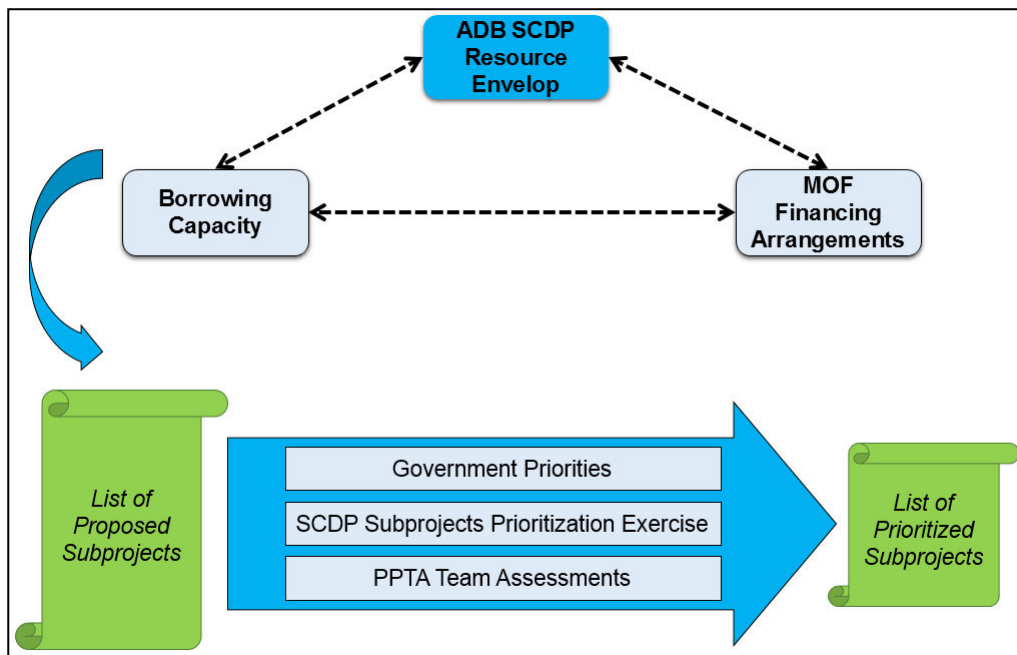 ADB SCDP
Resource
Envelop
Borrowing
Capacity
MOF
Financing
Arrangements
List of
Proposed
Subprojects
Government Priorities
SCDP Subprojects Prioritization Exercise
PPTA Team Assessments
List of
Prioritized
Subprojects